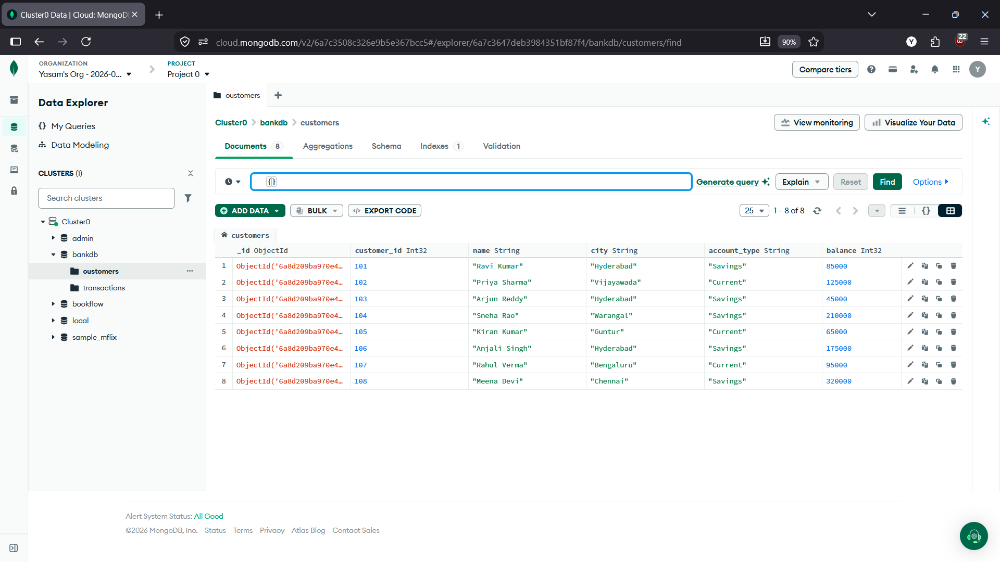 Cluster0 Data | Cloud: MongoD
cloud.mongodb.com/v2/6a7c3508c326e9b5e367bcc5#/explorer/6a7c3647deb3984351bf87f4/bankdb/customers/find
90%
Y
22
ORGANIZATION
Yasam's Org - 2026-0...
PROJECT
Project 0
Compare tiers
Y
Data Explorer
My Queries
Data Modeling
CLUSTERS (1)
Search clusters
Cluster0
admin
bankdb
customers
transactions
bookflow
local
sample_mflix
customers
Cluster0 bankdb customers
View monitoring
Visualize Your Data
Documents 8
Aggregations
Schema
Indexes 1
Validation
{}
Generate query
Explain
Reset
Find
Options
ADD DATA
BULK
EXPORT CODE
25
1 – 8 of 8
{}
customers
_id ObjectId customer_id Int32 name String city String account_type String balance Int32
1 ObjectId('6a8d209ba970e4... 101 "Ravi Kumar" "Hyderabad" "Savings" 85000
2 ObjectId('6a8d209ba970e4... 102 "Priya Sharma" "Vijayawada" "Current" 125000
3 ObjectId('6a8d209ba970e4... 103 "Arjun Reddy" "Hyderabad" "Savings" 45000
4 ObjectId('6a8d209ba970e4... 104 "Sneha Rao" "Warangal" "Savings" 210000
5 ObjectId('6a8d209ba970e4... 105 "Kiran Kumar" "Guntur" "Current" 65000
6 ObjectId('6a8d209ba970e4... 106 "Anjali Singh" "Hyderabad" "Savings" 175000
7 ObjectId('6a8d209ba970e4... 107 "Rahul Verma" "Bengaluru" "Current" 95000
8 ObjectId('6a8d209ba970e4... 108 "Meena Devi" "Chennai" "Savings" 320000
Alert System Status: All Good
©2026 MongoDB, Inc. Status Terms Privacy Atlas Blog Contact Sales